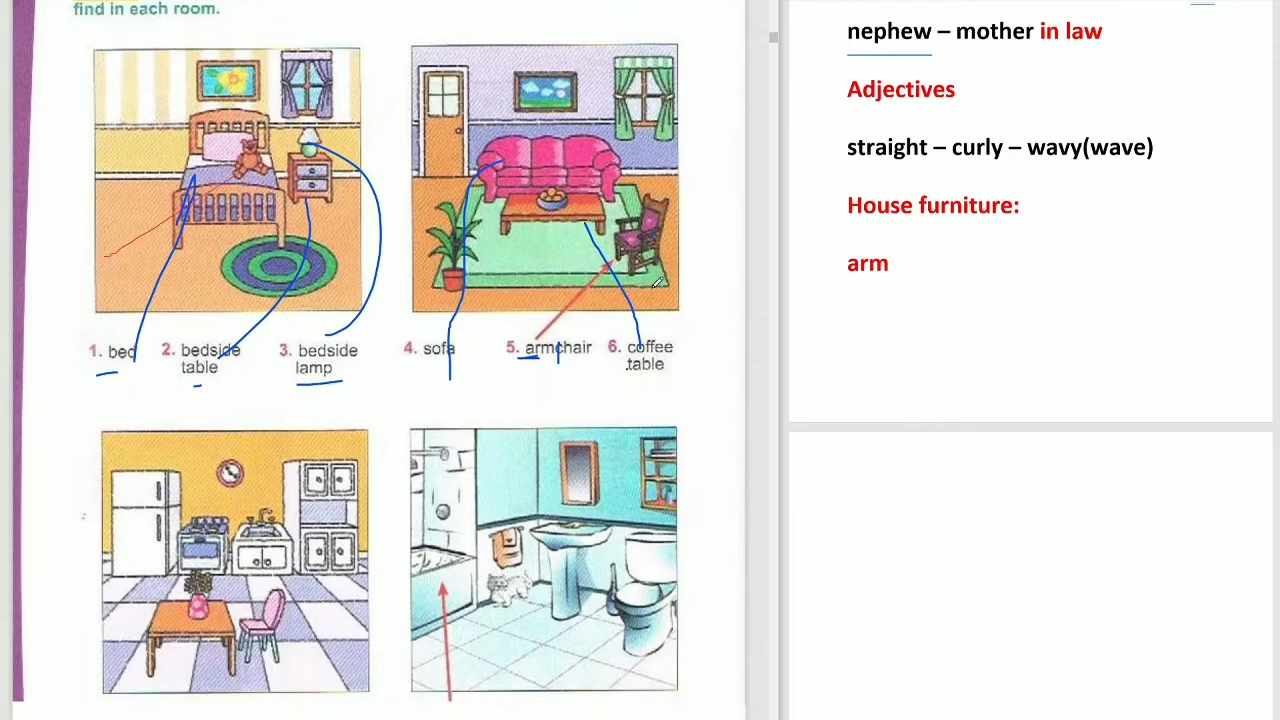 find in each room.
1. bed 2. bedside table 3. bedside lamp 4. sofa 5. armchair 6. coffee table
nephew – mother in law
Adjectives
straight – curly – wavy(wave)
House furniture:
arm